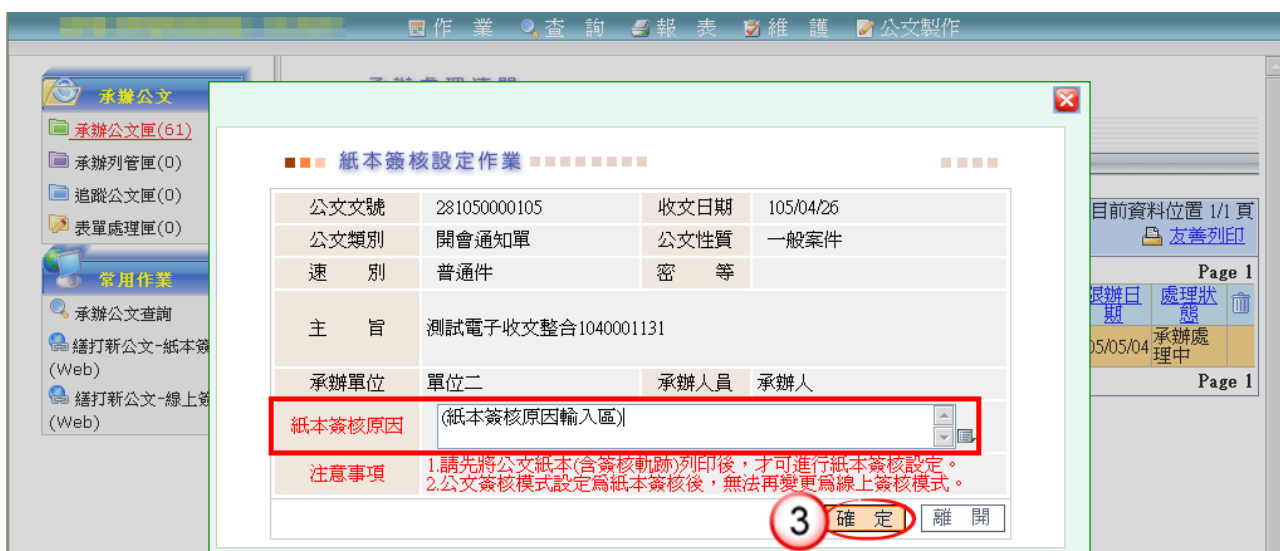 作 業 查 詢 報 表 維 護 公文製作
承辦公文
承辦公文匣(61)
承辦列管匣(0)
追蹤公文匣(0)
表單處理匣(0)
常用作業
承辦公文查詢
繕打新公文-紙本簽
(Web)
繕打新公文-線上簽
(Web)
紙本簽核設定作業
公文文號 281050000105 收文日期 105/04/26
公文類別 開會通知單 公文性質 一般案件
速 別 普通件 密 等
主 旨 測試電子收文整合1040001131
承辦單位 單位二 承辦人員 承辦人
紙本簽核原因 (紙本簽核原因輸入區)
注意事項 1.請先將公文紙本(含簽核軌跡)列印後，才可進行紙本簽核設定。
2.公文簽核模式設定為紙本簽核後，無法再變更為線上簽核模式。
3 確 定 離 開
目前資料位置 1/1 頁
友善列印
Page 1
限辦日期 處理狀態
05/05/04 承辦處理中
Page 1